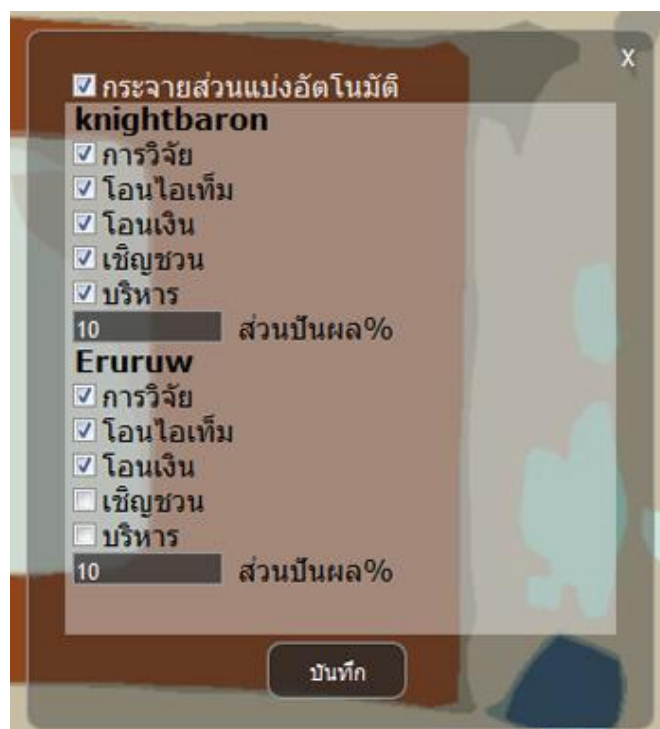 X
กระจายส่วนแบ่งอัตโนมัติ
knightbaron
การวิจัย
โอนไอเท็ม
โอนเงิน
เชิญชวน
บริหาร
10 ส่วนปันผล%
Eruruw
การวิจัย
โอนไอเท็ม
โอนเงิน
เชิญชวน
บริหาร
10 ส่วนปันผล%
บันทึก